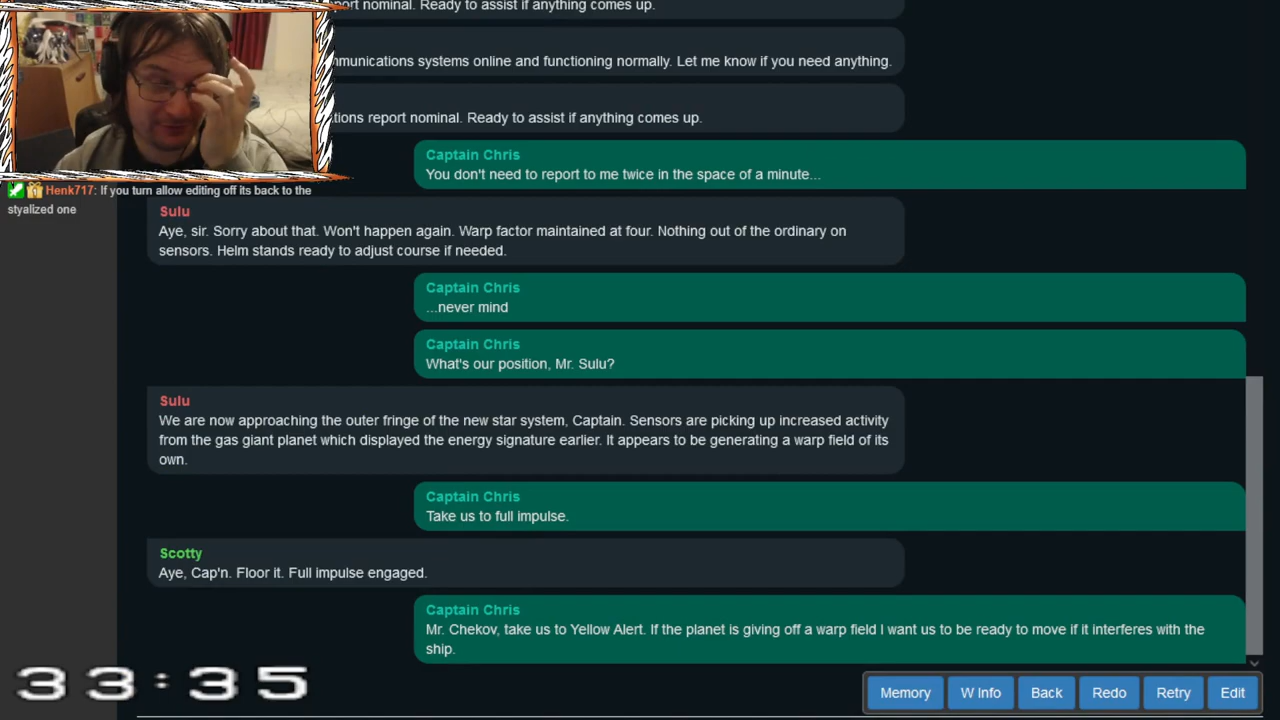 port nominal. Ready to assist if anything comes up.
mmunications systems online and functioning normally. Let me know if you need anything.
tions report nominal. Ready to assist if anything comes up.
Captain Chris
You don't need to report to me twice in the space of a minute...
Henk717: If you turn allow editing off its back to the
styalized one
Sulu
Aye, sir. Sorry about that. Won't happen again. Warp factor maintained at four. Nothing out of the ordinary on
sensors. Helm stands ready to adjust course if needed.
Captain Chris
...never mind
Captain Chris
What's our position, Mr. Sulu?
Sulu
We are now approaching the outer fringe of the new star system, Captain. Sensors are picking up increased activity
from the gas giant planet which displayed the energy signature earlier. It appears to be generating a warp field of its
own.
Captain Chris
Take us to full impulse.
Scotty
Aye, Cap'n. Floor it. Full impulse engaged.
Captain Chris
Mr. Chekov, take us to Yellow Alert. If the planet is giving off a warp field I want us to be ready to move if it interferes with the
ship.
33:35
Memory W Info Back Redo Retry Edit